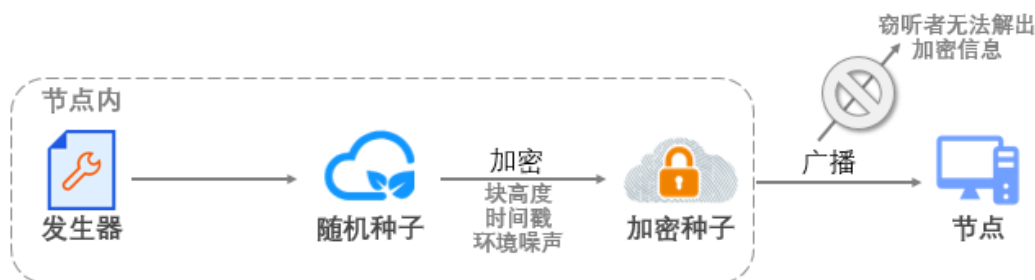 窃听者无法解出
加密信息
节点内
加密
广播
块高度
时间戳
环境噪声
发生器
随机种子
加密种子
节点